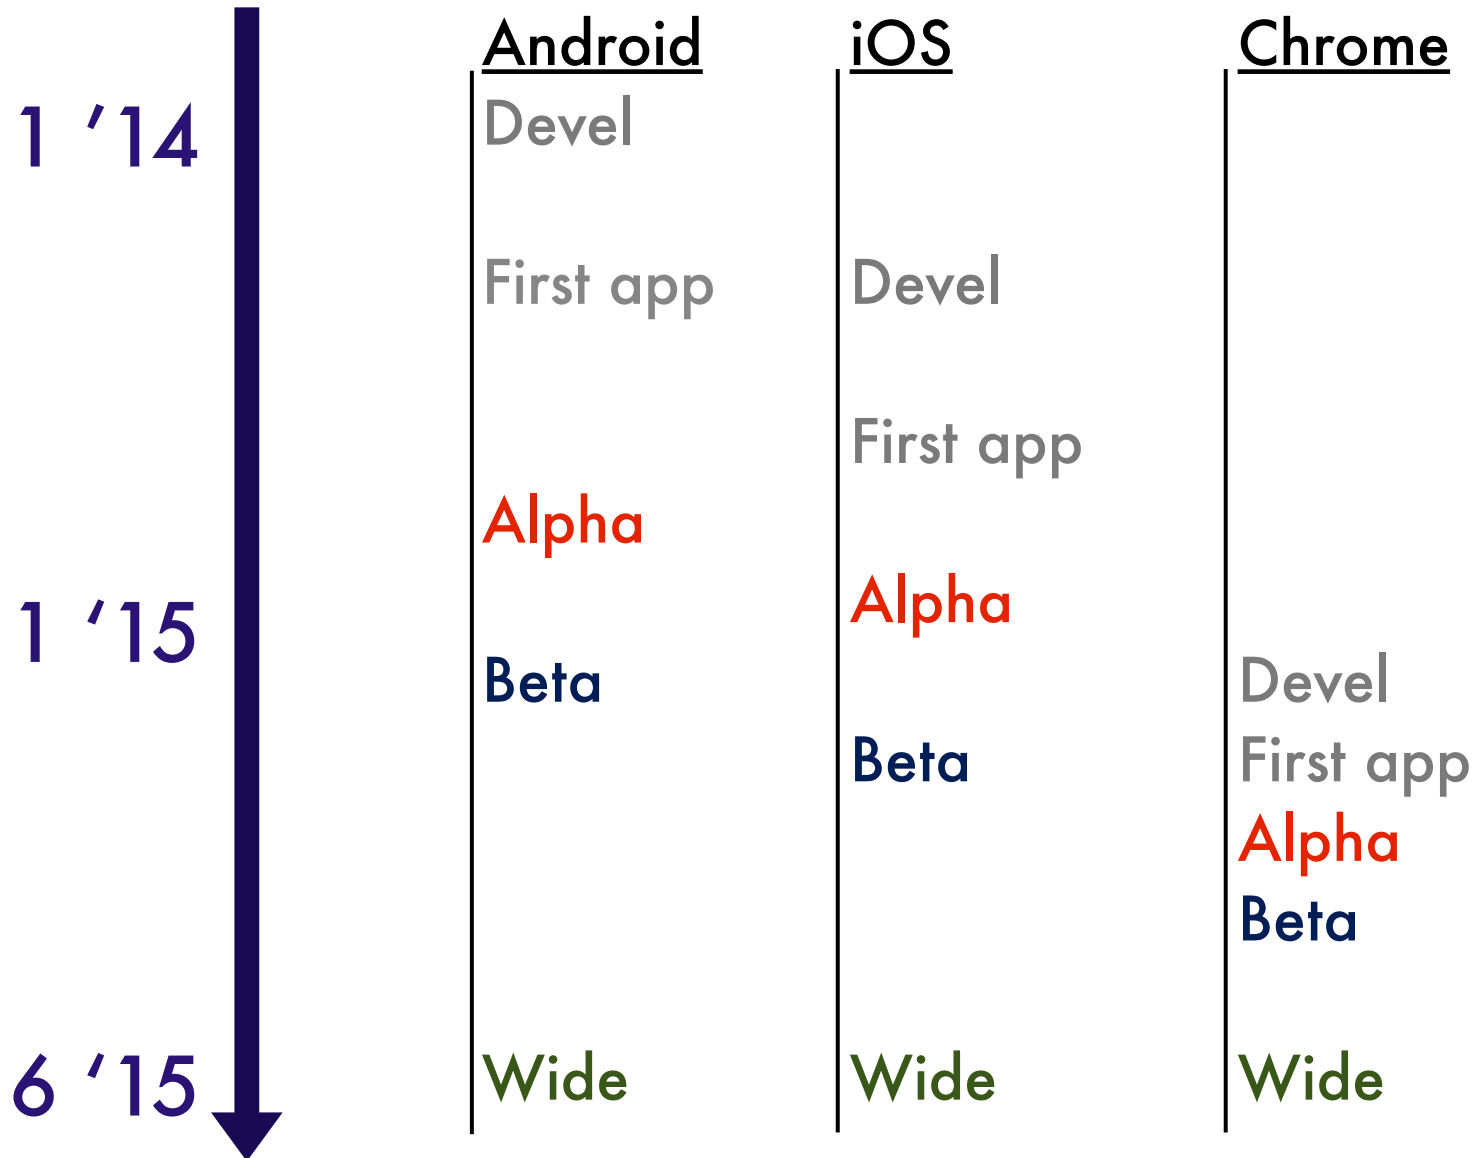 Android iOS Chrome
1 ‘14 Devel
First app Devel
First app
Alpha
Alpha
1 ‘15
Beta Devel
Beta First app
Alpha
Beta
6 ‘15 Wide Wide Wide